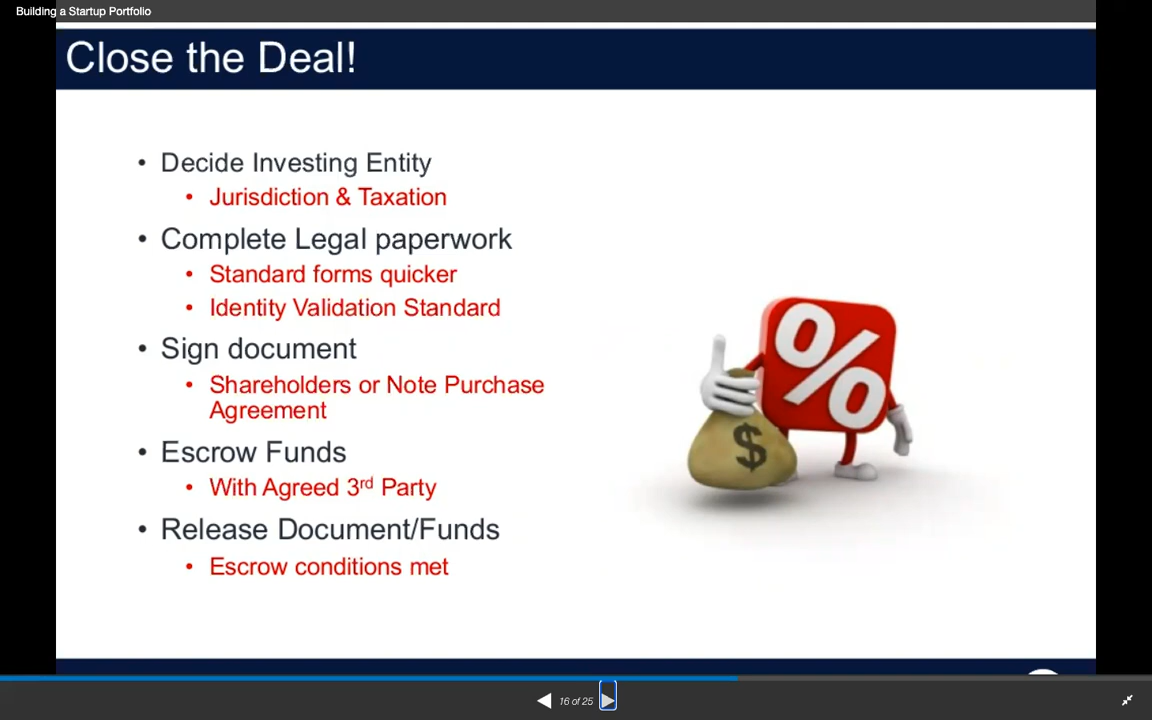 Building a Startup Portfolio
Close the Deal!
• Decide Investing Entity
• Jurisdiction & Taxation
• Complete Legal paperwork
• Standard forms quicker
• Identity Validation Standard
• Sign document
• Shareholders or Note Purchase
Agreement
• Escrow Funds
• With Agreed 3rd Party
• Release Document/Funds
• Escrow conditions met
%
$
16 of 25